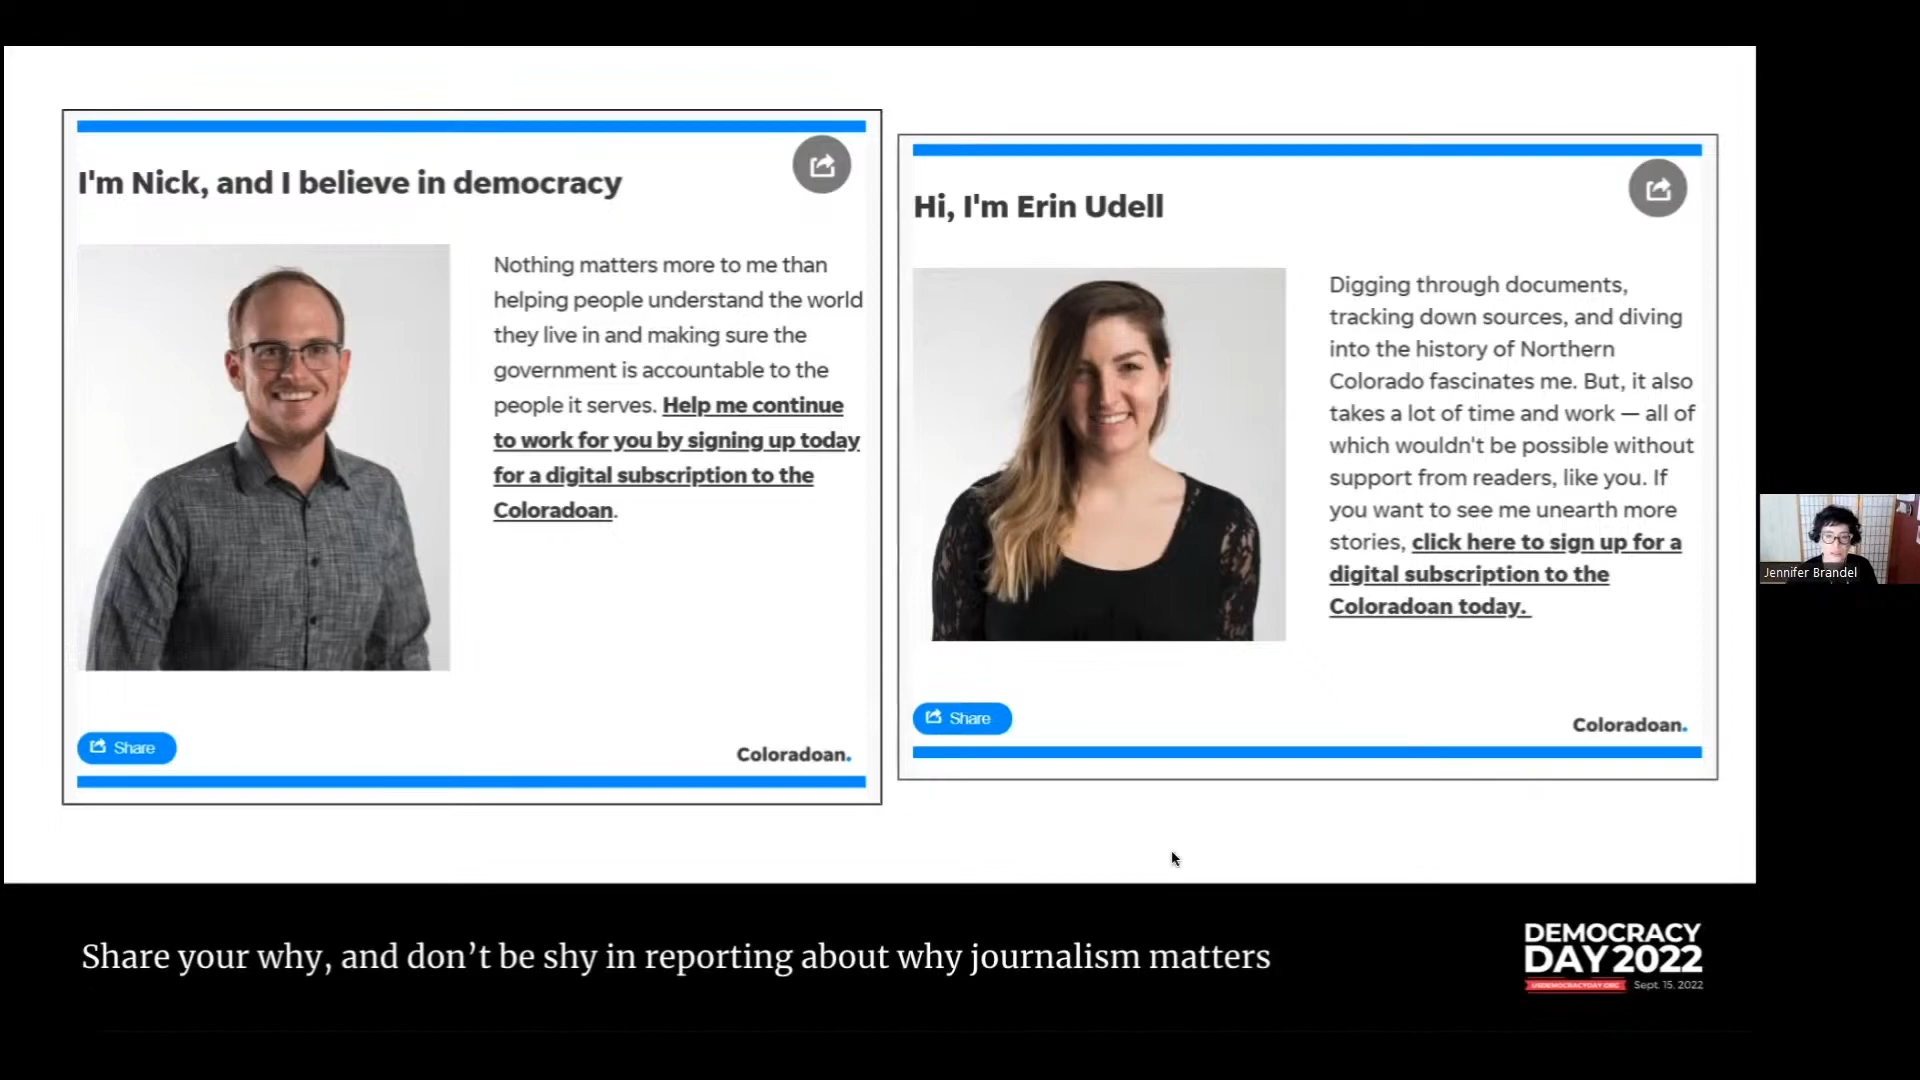 I'm Nick, and I believe in democracy
Nothing matters more to me than
helping people understand the world
they live in and making sure the
government is accountable to the
people it serves. Help me continue
to work for you by signing up today
for a digital subscription to the
Coloradoan.
Share
Coloradoan.
Hi, I'm Erin Udell
Digging through documents,
tracking down sources, and diving
into the history of Northern
Colorado fascinates me. But, it also
takes a lot of time and work — all of
which wouldn't be possible without
support from readers, like you. If
you want to see me unearth more
stories, click here to sign up for a
digital subscription to the
Coloradoan today.
Share
Coloradoan.
Jennifer Brandel
Share your why, and don’t be shy in reporting about why journalism matters
DEMOCRACY
DAY 2022
USDEMOCRACYDAY.ORG Sept. 15. 2022